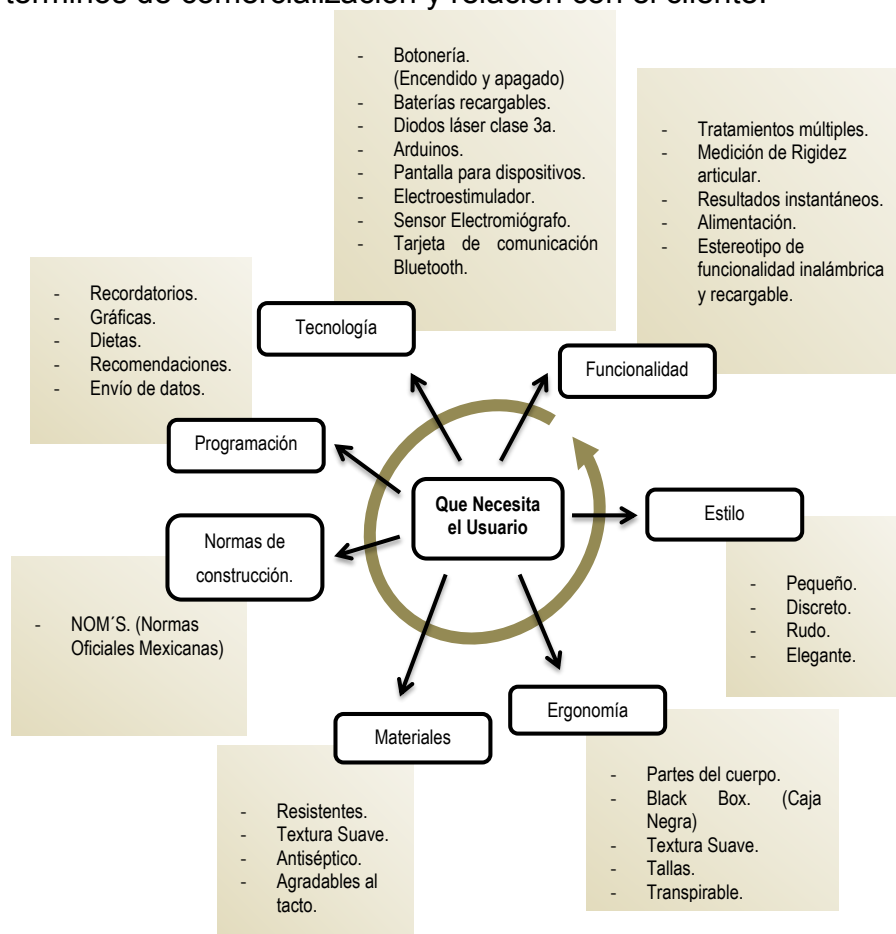 términos de comercialización y relación con el cliente.
- Botonería.
(Encendido y apagado)
- Baterías recargables.
- Diodos láser clase 3a.
- Arduinos.
- Pantalla para dispositivos.
- Electroestimulador.
- Sensor Electromiógrafo.
- Tarjeta de comunicación
Bluetooth.
- Tratamientos múltiples.
- Medición de Rigidez
articular.
- Resultados instantáneos.
- Alimentación.
- Estereotipo de
funcionalidad inalámbrica
y recargable.
- Recordatorios.
- Gráficas.
- Dietas.
- Recomendaciones.
- Envío de datos.
Tecnología
Funcionalidad
Programación
Que Necesita
el Usuario
Estilo
Normas de
construcción.
- NOM´S. (Normas
Oficiales Mexicanas)
- Pequeño.
- Discreto.
- Rudo.
- Elegante.
Ergonomía
Materiales
- Partes del cuerpo.
- Black Box. (Caja
Negra)
- Textura Suave.
- Tallas.
- Transpirable.
- Resistentes.
- Textura Suave.
- Antiséptico.
- Agradables al
tacto.